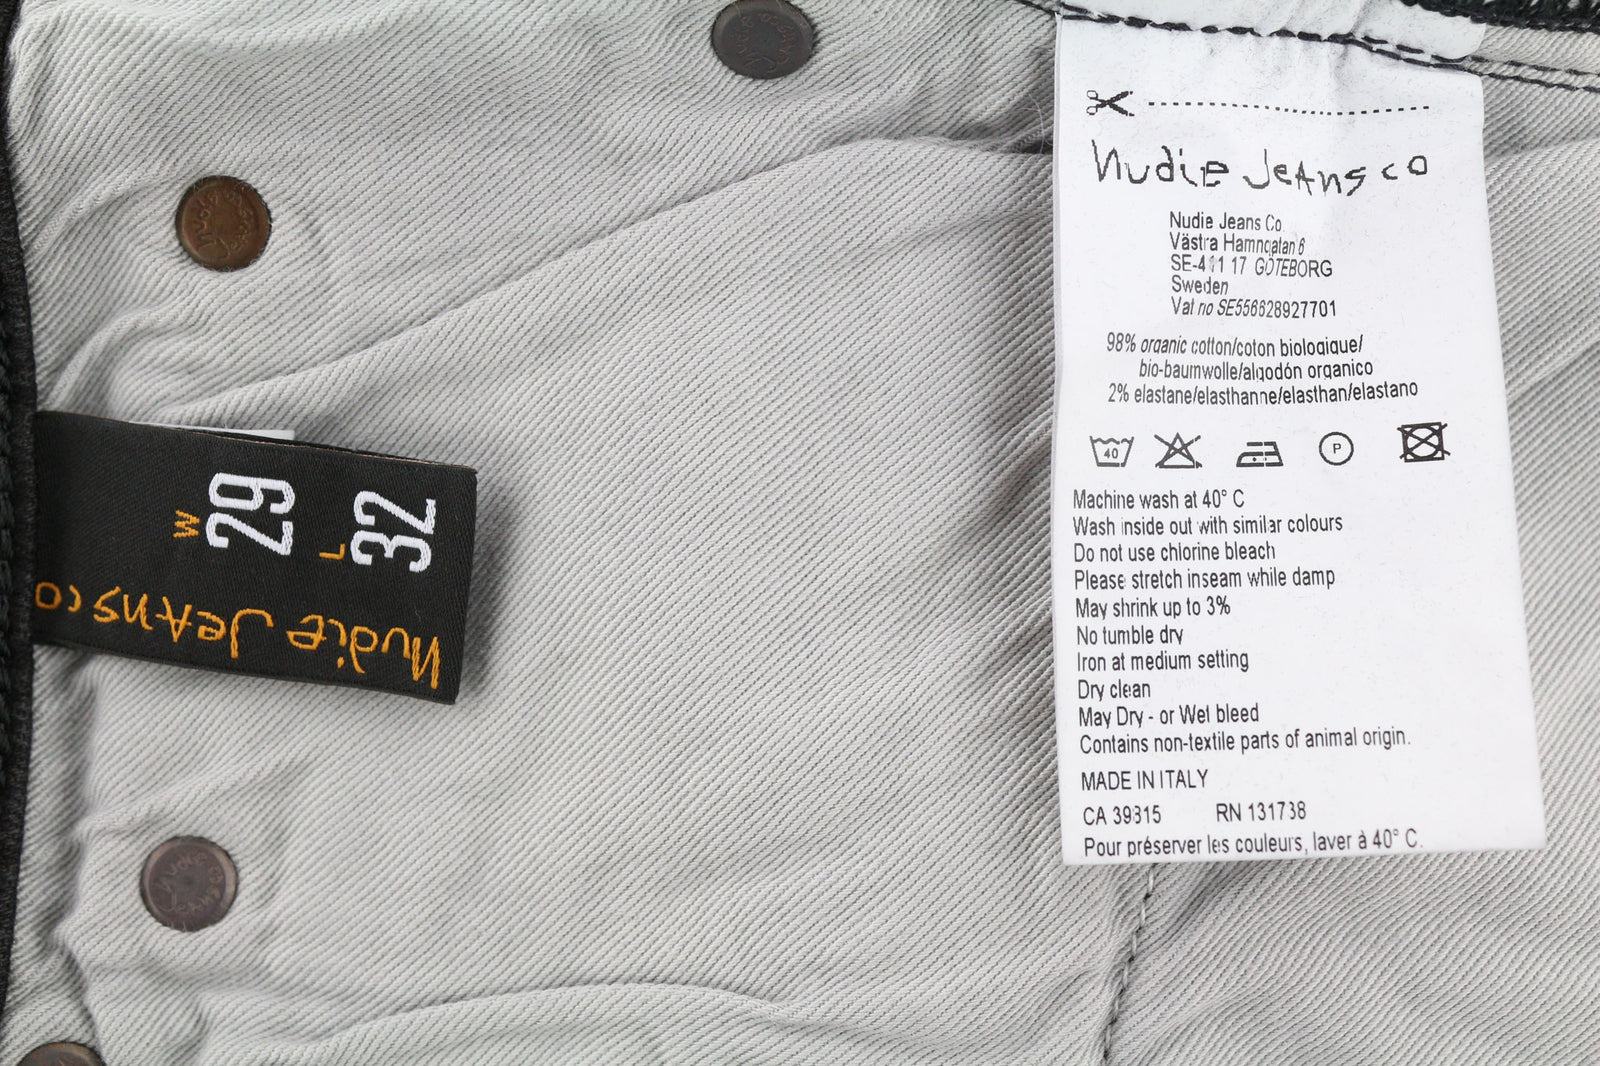 nudie Jeans co
W
29
L
32
nudie Jeans co
Nudie Jeans Co.
Västra Hamngatan 6
SE-411 17 GÖTEBORG
Sweden
Vat no SE556628927701
98% organic cotton/coton biologique/
bio-baumwolle/algodón organico
2% elastane/elasthanne/elasthan/elastano
40
P
Machine wash at 40° C
Wash inside out with similar colours
Do not use chlorine bleach
Please stretch inseam while damp
May shrink up to 3%
No tumble dry
Iron at medium setting
Dry clean
May Dry - or Wet bleed
Contains non-textile parts of animal origin.
MADE IN ITALY
CA 39315 RN 131738
Pour préserver les couleurs, laver à 40° C.
nudie
Jeans co